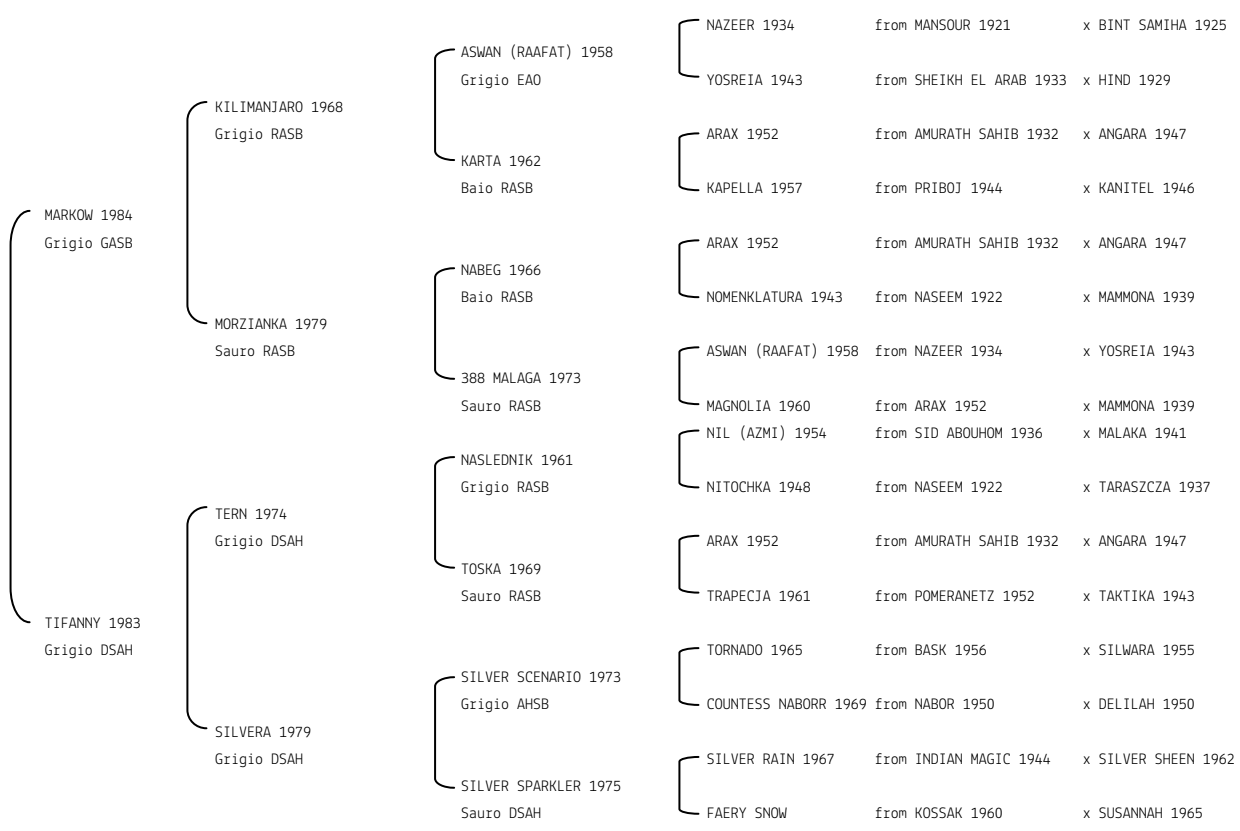 NAZEER 1934 from MANSOUR 1921 x BINT SAMIHA 1925
ASWAN (RAAFAT) 1958
Grigio EAO YOSREIA 1943 from SHEIKH EL ARAB 1933 x HIND 1929
KILIMANJARO 1968
Grigio RASB ARAX 1952 from AMURATH SAHIB 1932 x ANGARA 1947
KARTA 1962
Baio RASB KAPELLA 1957 from PRIBOJ 1944 x KANITEL 1946
MARKOW 1984
Grigio GASB ARAX 1952 from AMURATH SAHIB 1932 x ANGARA 1947
NABEG 1966
Baio RASB NOMENKLATURA 1943 from NASEEM 1922 x MAMMONA 1939
MORZIANKA 1979
Sauro RASB ASWAN (RAAFAT) 1958 from NAZEER 1934 x YOSREIA 1943
388 MALAGA 1973
Sauro RASB MAGNOLIA 1960 from ARAX 1952 x MAMMONA 1939
NIL (AZMI) 1954 from SID ABOUHOM 1936 x MALAKA 1941
NASLEDNIK 1961
Grigio RASB NITOCHKA 1948 from NASEEM 1922 x TARASZCZA 1937
TERN 1974
Grigio DSAH ARAX 1952 from AMURATH SAHIB 1932 x ANGARA 1947
TOSKA 1969
Sauro RASB TRAPECJA 1961 from POMERANETZ 1952 x TAKTIKA 1943
TIFANNY 1983
Grigio DSAH TORNADO 1965 from BASK 1956 x SILWARA 1955
SILVER SCENARIO 1973
Grigio AHSB COUNTESS NABORR 1969 from NABOR 1950 x DELILAH 1950
SILVERA 1979
Grigio DSAH SILVER RAIN 1967 from INDIAN MAGIC 1944 x SILVER SHEEN 1962
SILVER SPARKLER 1975
Sauro DSAH FAERY SNOW from KOSSAK 1960 x SUSANNAH 1965